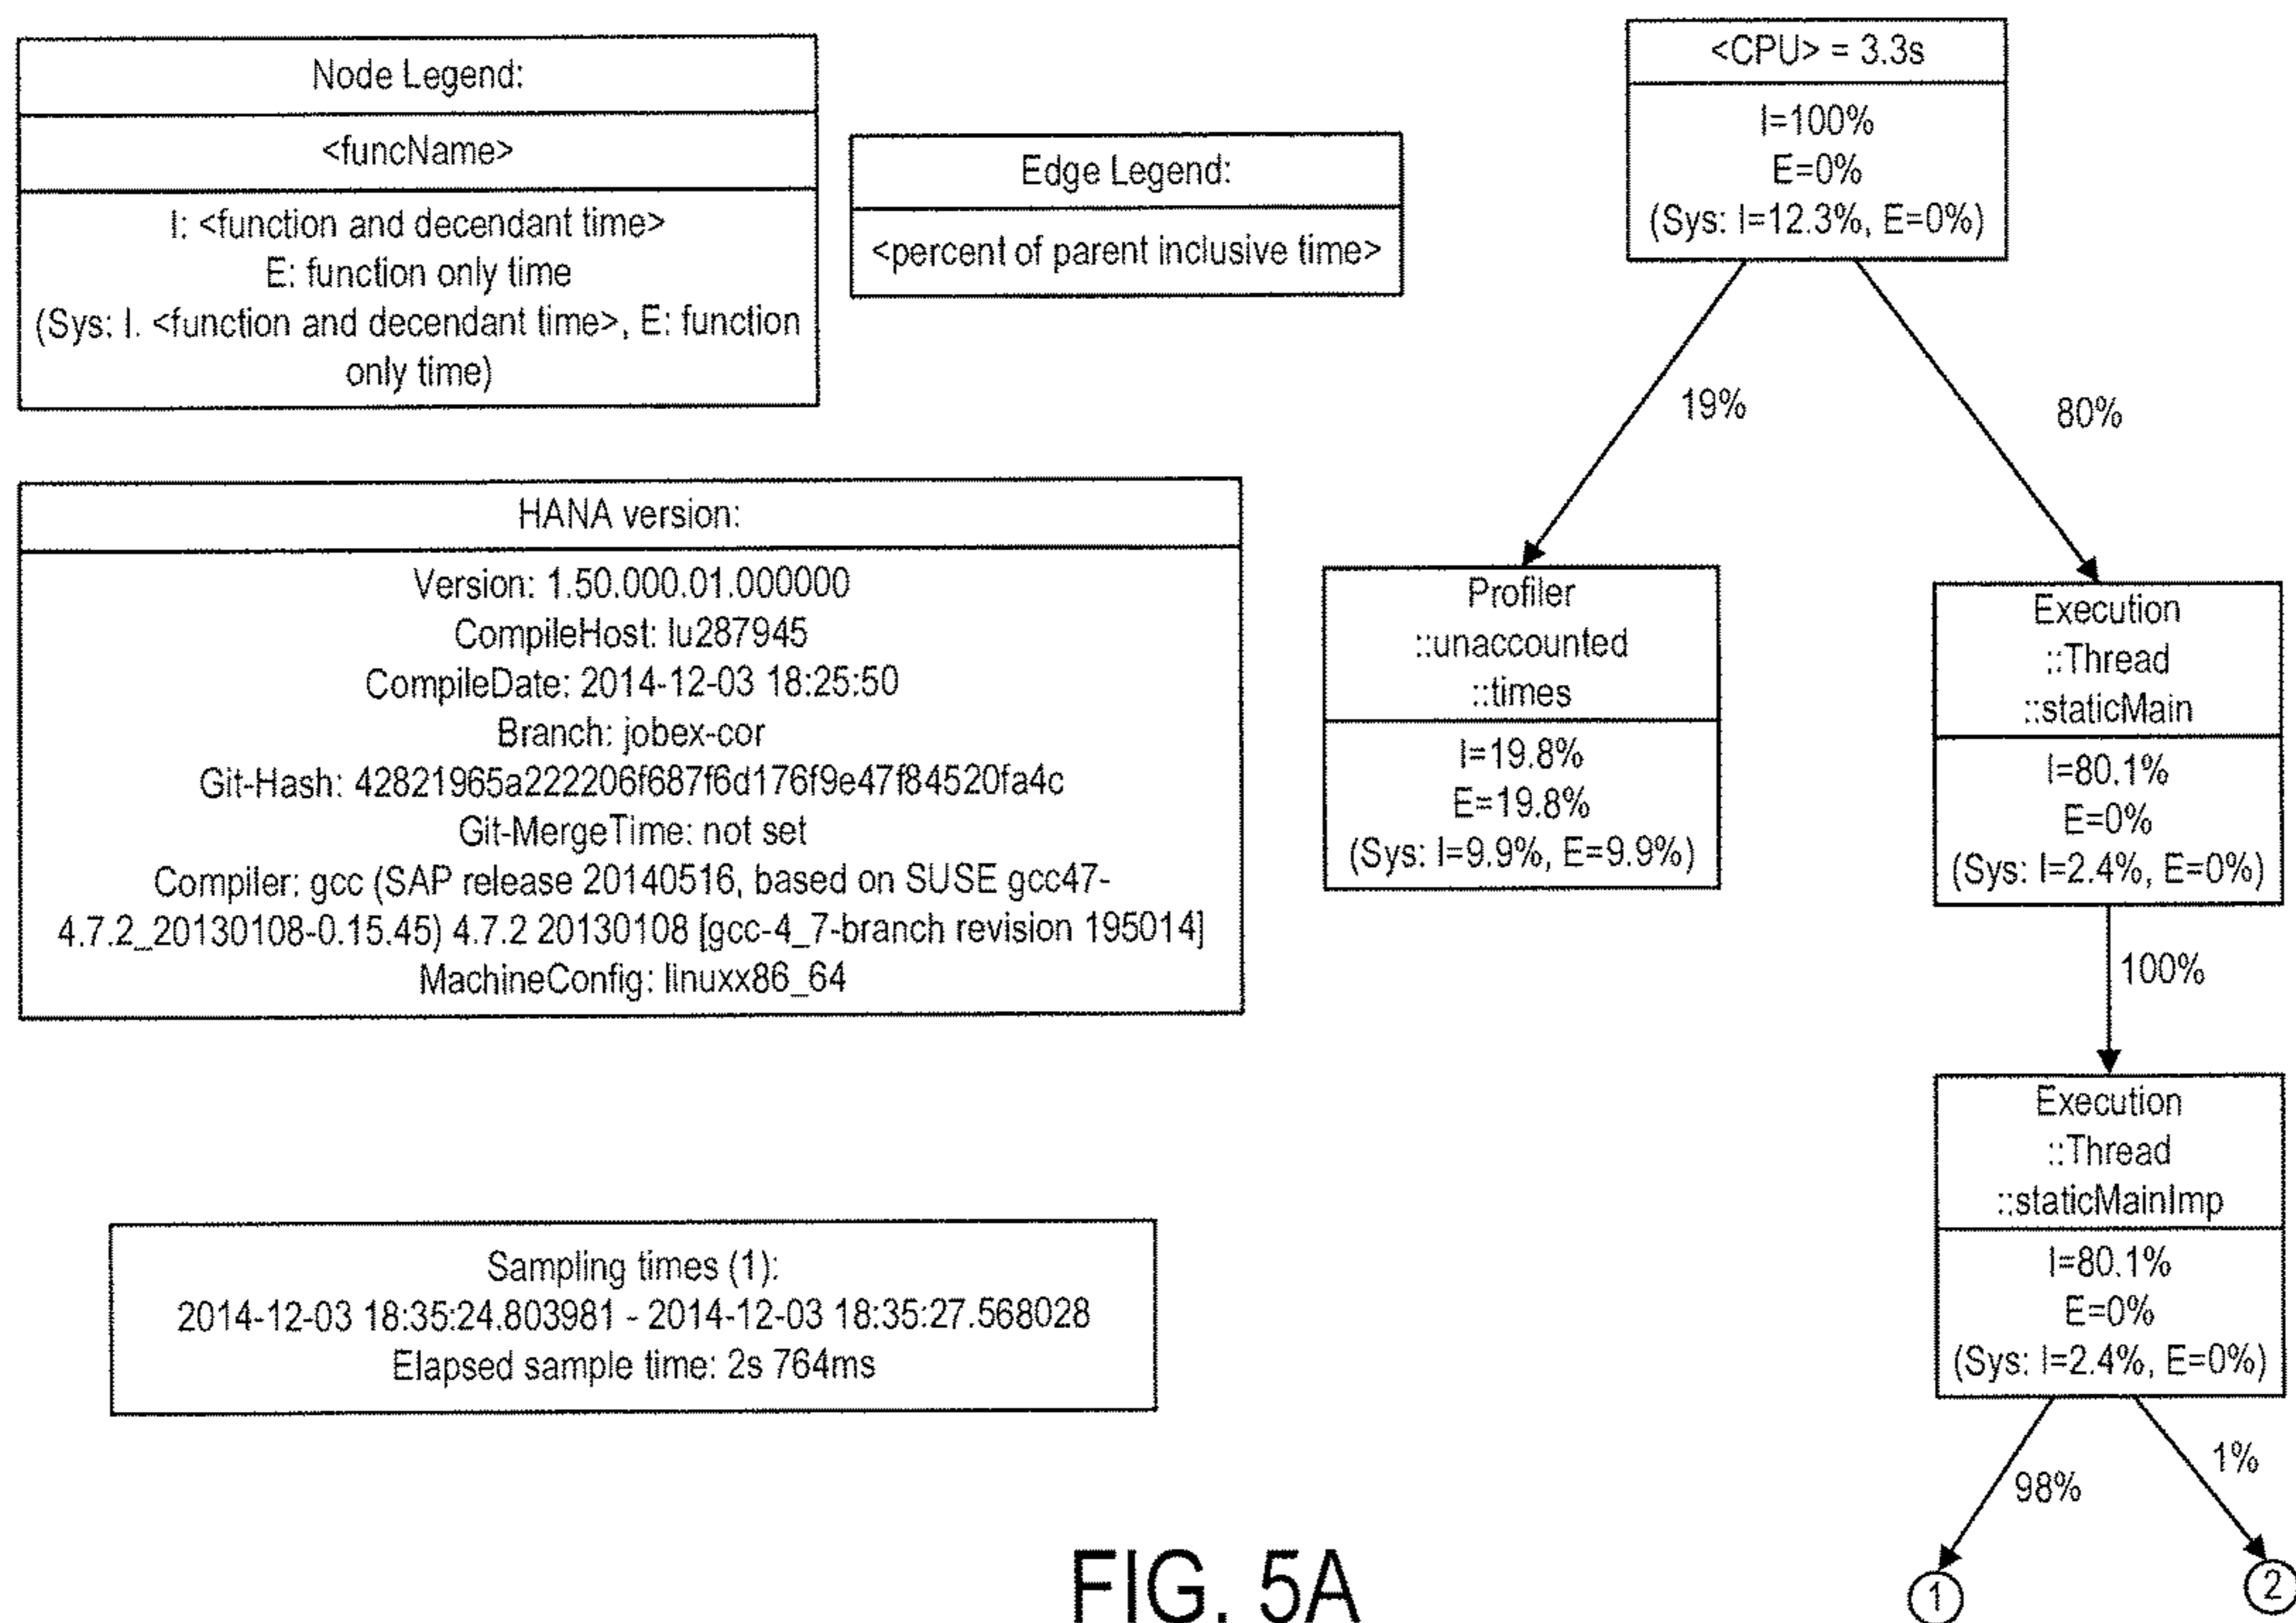 Node Legend:
<funcName>
I: <function and decendant time>
E: function only time
(Sys: I. <function and decendant time>, E: function
only time)
Edge Legend:
<percent of parent inclusive time>
<CPU> = 3.3s
I=100%
E=0%
(Sys: I=12.3%, E=0%)
19%
80%
HANA version:
Version: 1.50.000.01.000000
CompileHost: lu287945
CompileDate: 2014-12-03 18:25:50
Branch: jobex-cor
Git-Hash: 42821965a222206f687f6d176f9e47f84520fa4c
Git-MergeTime: not set
Compiler: gcc (SAP release 20140516, based on SUSE gcc47-
4.7.2_20130108-0.15.45) 4.7.2 20130108 [gcc-4_7-branch revision 195014]
MachineConfig: linuxx86_64
Profiler
::unaccounted
::times
I=19.8%
E=19.8%
(Sys: I=9.9%, E=9.9%)
Execution
::Thread
::staticMain
I=80.1%
E=0%
(Sys: I=2.4%, E=0%)
100%
Execution
::Thread
::staticMainImp
I=80.1%
E=0%
(Sys: I=2.4%, E=0%)
98%
1%
1
2
Sampling times (1):
2014-12-03 18:35:24.803981 - 2014-12-03 18:35:27.568028
Elapsed sample time: 2s 764ms
FIG. 5A